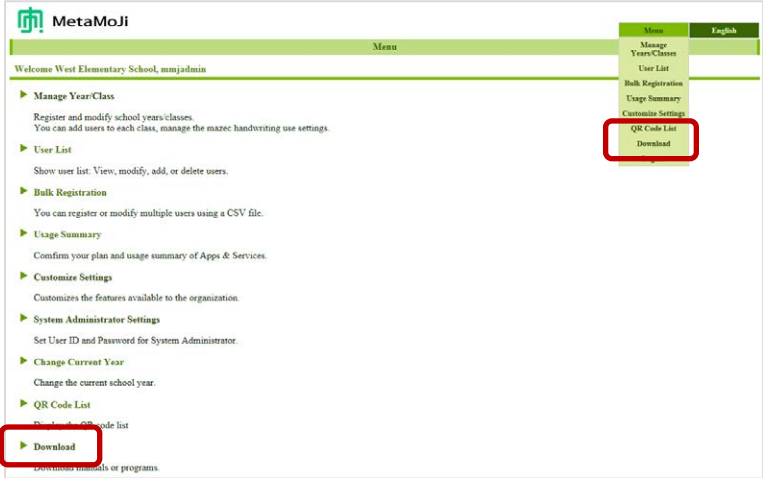 MetaMoJi
Menu
English
Menu
Manage
Years/Classes
User List
Bulk Registration
Usage Summary
Customize Settings
QR Code List
Download
Welcome West Elementary School, mmjadmin
Manage Year/Class
Register and modify school years/classes.
You can add users to each class, manage the mazec handwriting use settings.
User List
Show user list: View, modify, add, or delete users.
Bulk Registration
You can register or modify multiple users using a CSV file.
Usage Summary
Comfirm your plan and usage summary of Apps & Services.
Customize Settings
Customizes the features available to the organization.
System Administrator Settings
Set User ID and Password for System Administrator.
Change Current Year
Change the current school year.
QR Code List
Display the QR code list
Download
Download manuals or programs.